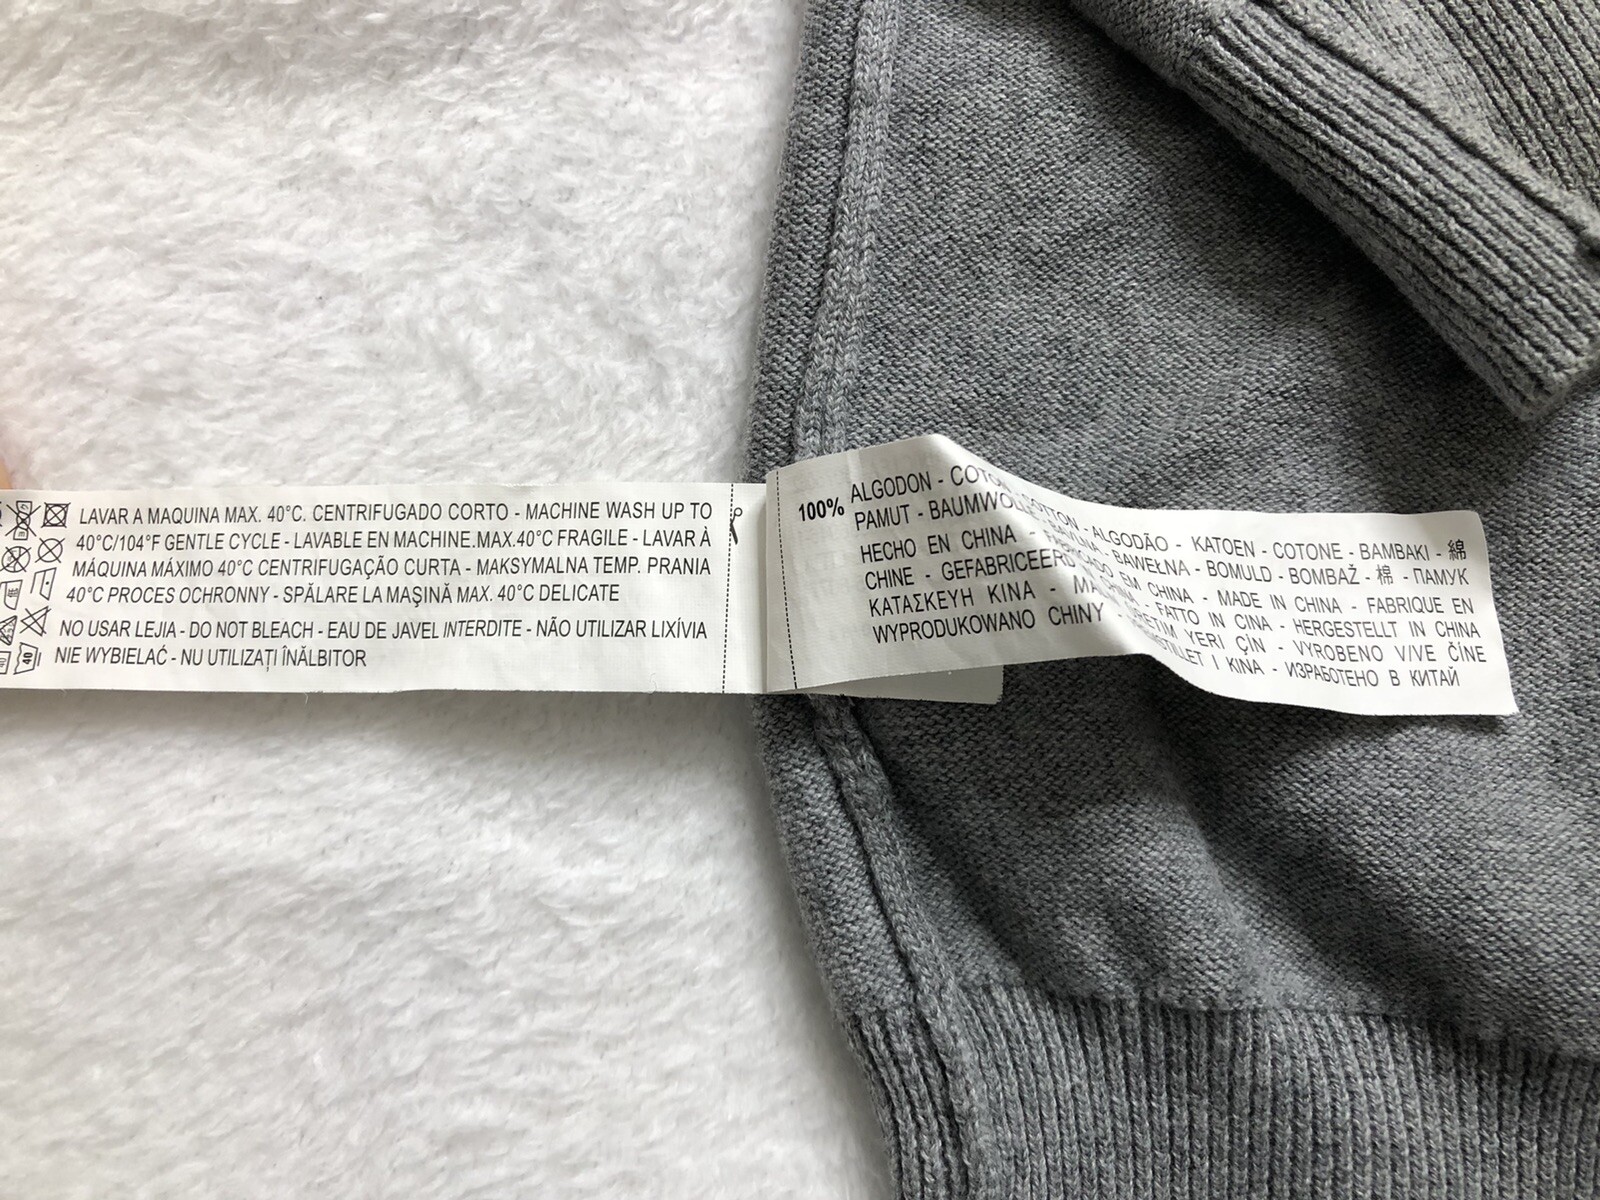 LAVAR A MAQUINA MAX. 40°C. CENTRIFUGADO CORTO - MACHINE WASH UP TO
40°C/104°F GENTLE CYCLE - LAVABLE EN MACHINE.MAX.40°C FRAGILE - LAVAR À
MÁQUINA MÁXIMO 40°C CENTRIFUGAÇÃO CURTA - MAKSYMALNA TEMP. PRANIA
40°C PROCES OCHRONNY - SPĂLARE LA MAŞINĂ MAX. 40°C DELICATE
NO USAR LEJIA - DO NOT BLEACH - EAU DE JAVEL INTERDITE - NÃO UTILIZAR LIXÍVIA
NIE WYBIELAĆ - NU UTILIZAȚI ÎNĂLBITOR
40
100% ALGODON - COTON - ALGODÃO - KATOEN - COTONE - BAMBAKI - 綿
PAMUT - BAUMWOLLE - BAWEŁNA - BOMULD - BOMBAŽ - 棉 - ПАМУК
HECHO EN CHINA - EM CHINA - MADE IN CHINA - FABRIQUE EN
CHINE - - FATTO IN CINA - HERGESTELLT IN CHINA
ΚΑΤΑΣΚΕΥΗ ΚΙΝΑ - YERI ÇİN - VYROBENO V/VE ČÍNE
WYPRODUKOWANO CHINY - I KINA - ИЗРАБОТЕНО В КИТАЙ